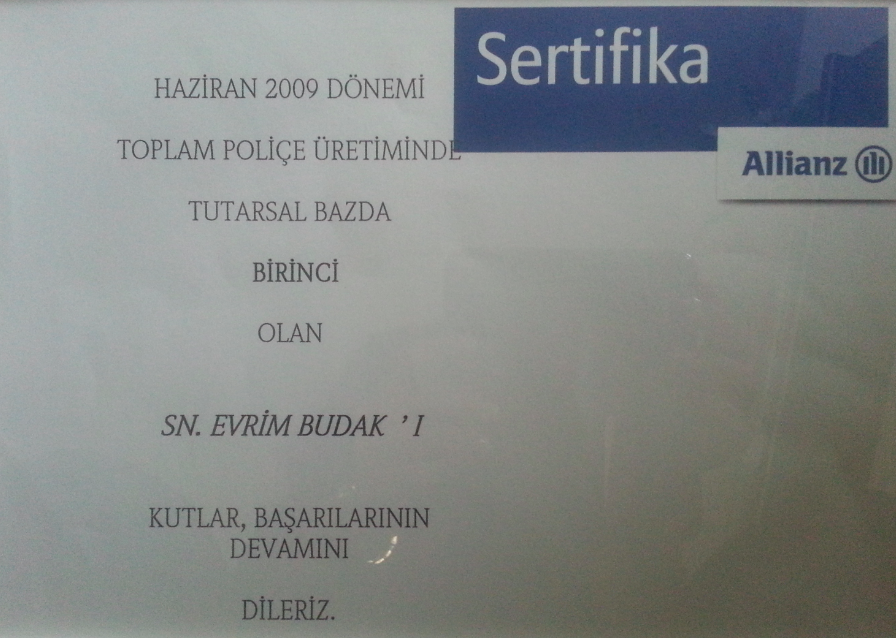 Sertifika
Allianz
HAZİRAN 2009 DÖNEMİ
TOPLAM POLİÇE ÜRETİMİNDE
TUTARSAL BAZDA
BİRİNCİ
OLAN
SN. EVRİM BUDAK ’ I
KUTLAR, BAŞARILARININ
DEVAMINI
DİLERİZ.